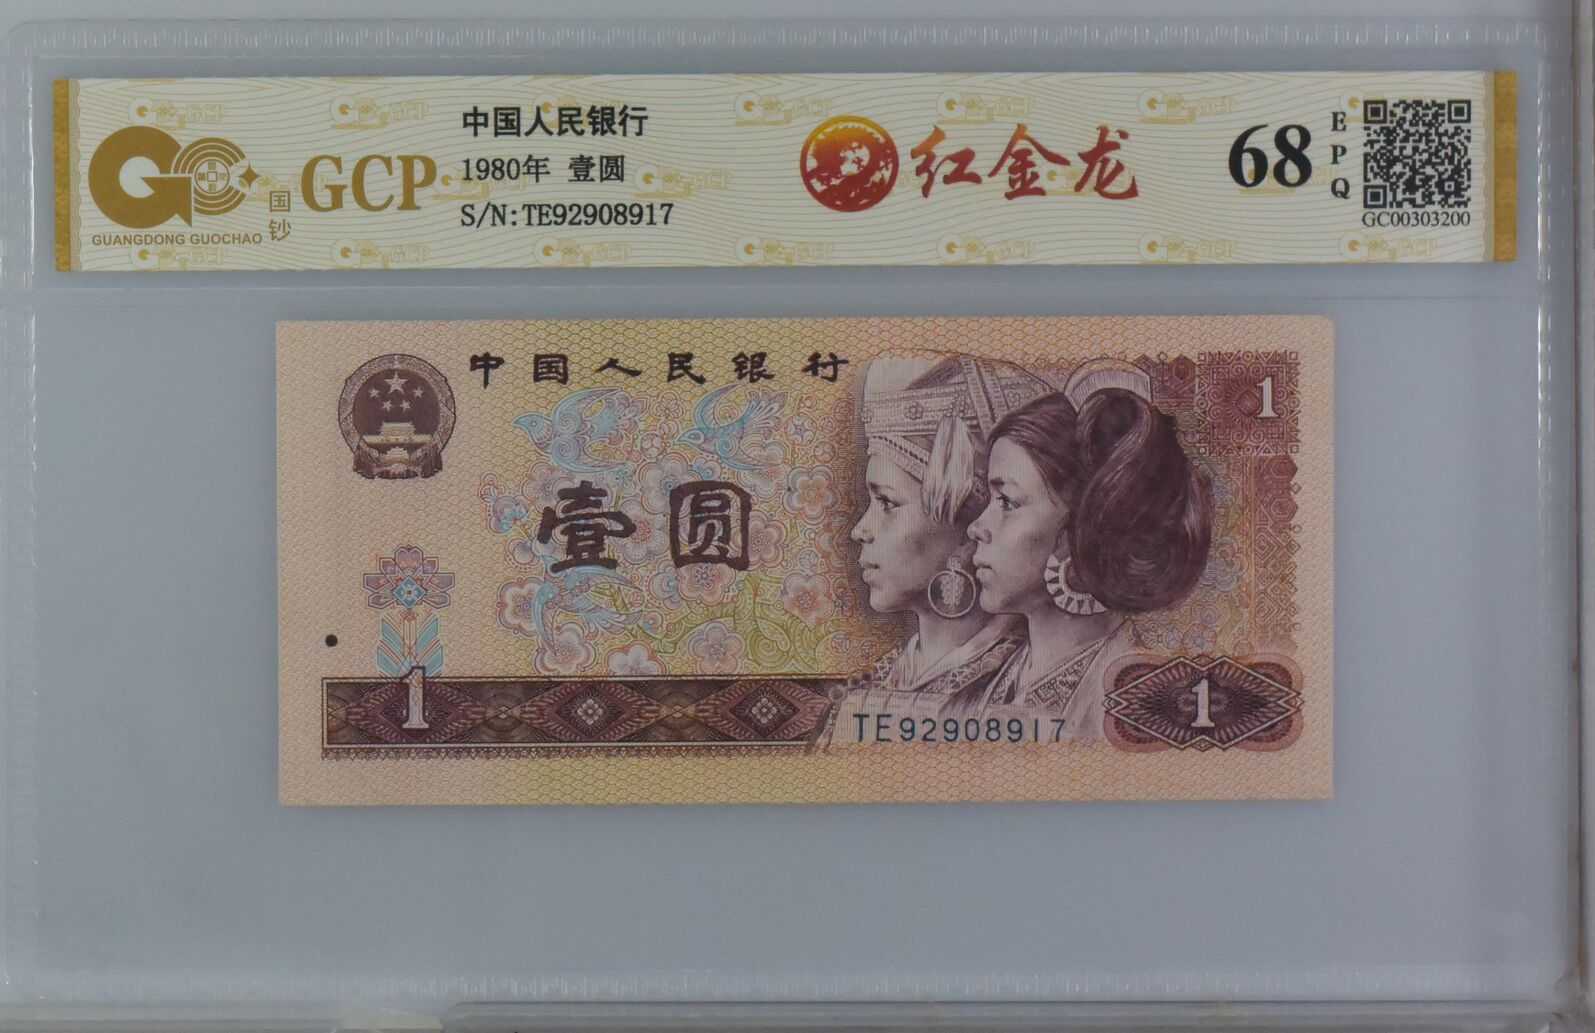 GUANGDONG GUOCHAO
国钞
GCP
中国人民银行
1980年 壹圆
S/N:TE92908917
红金龙
68
EPQ
GC00303200
中国人民银行
1
壹圆
1
TE92908917
1